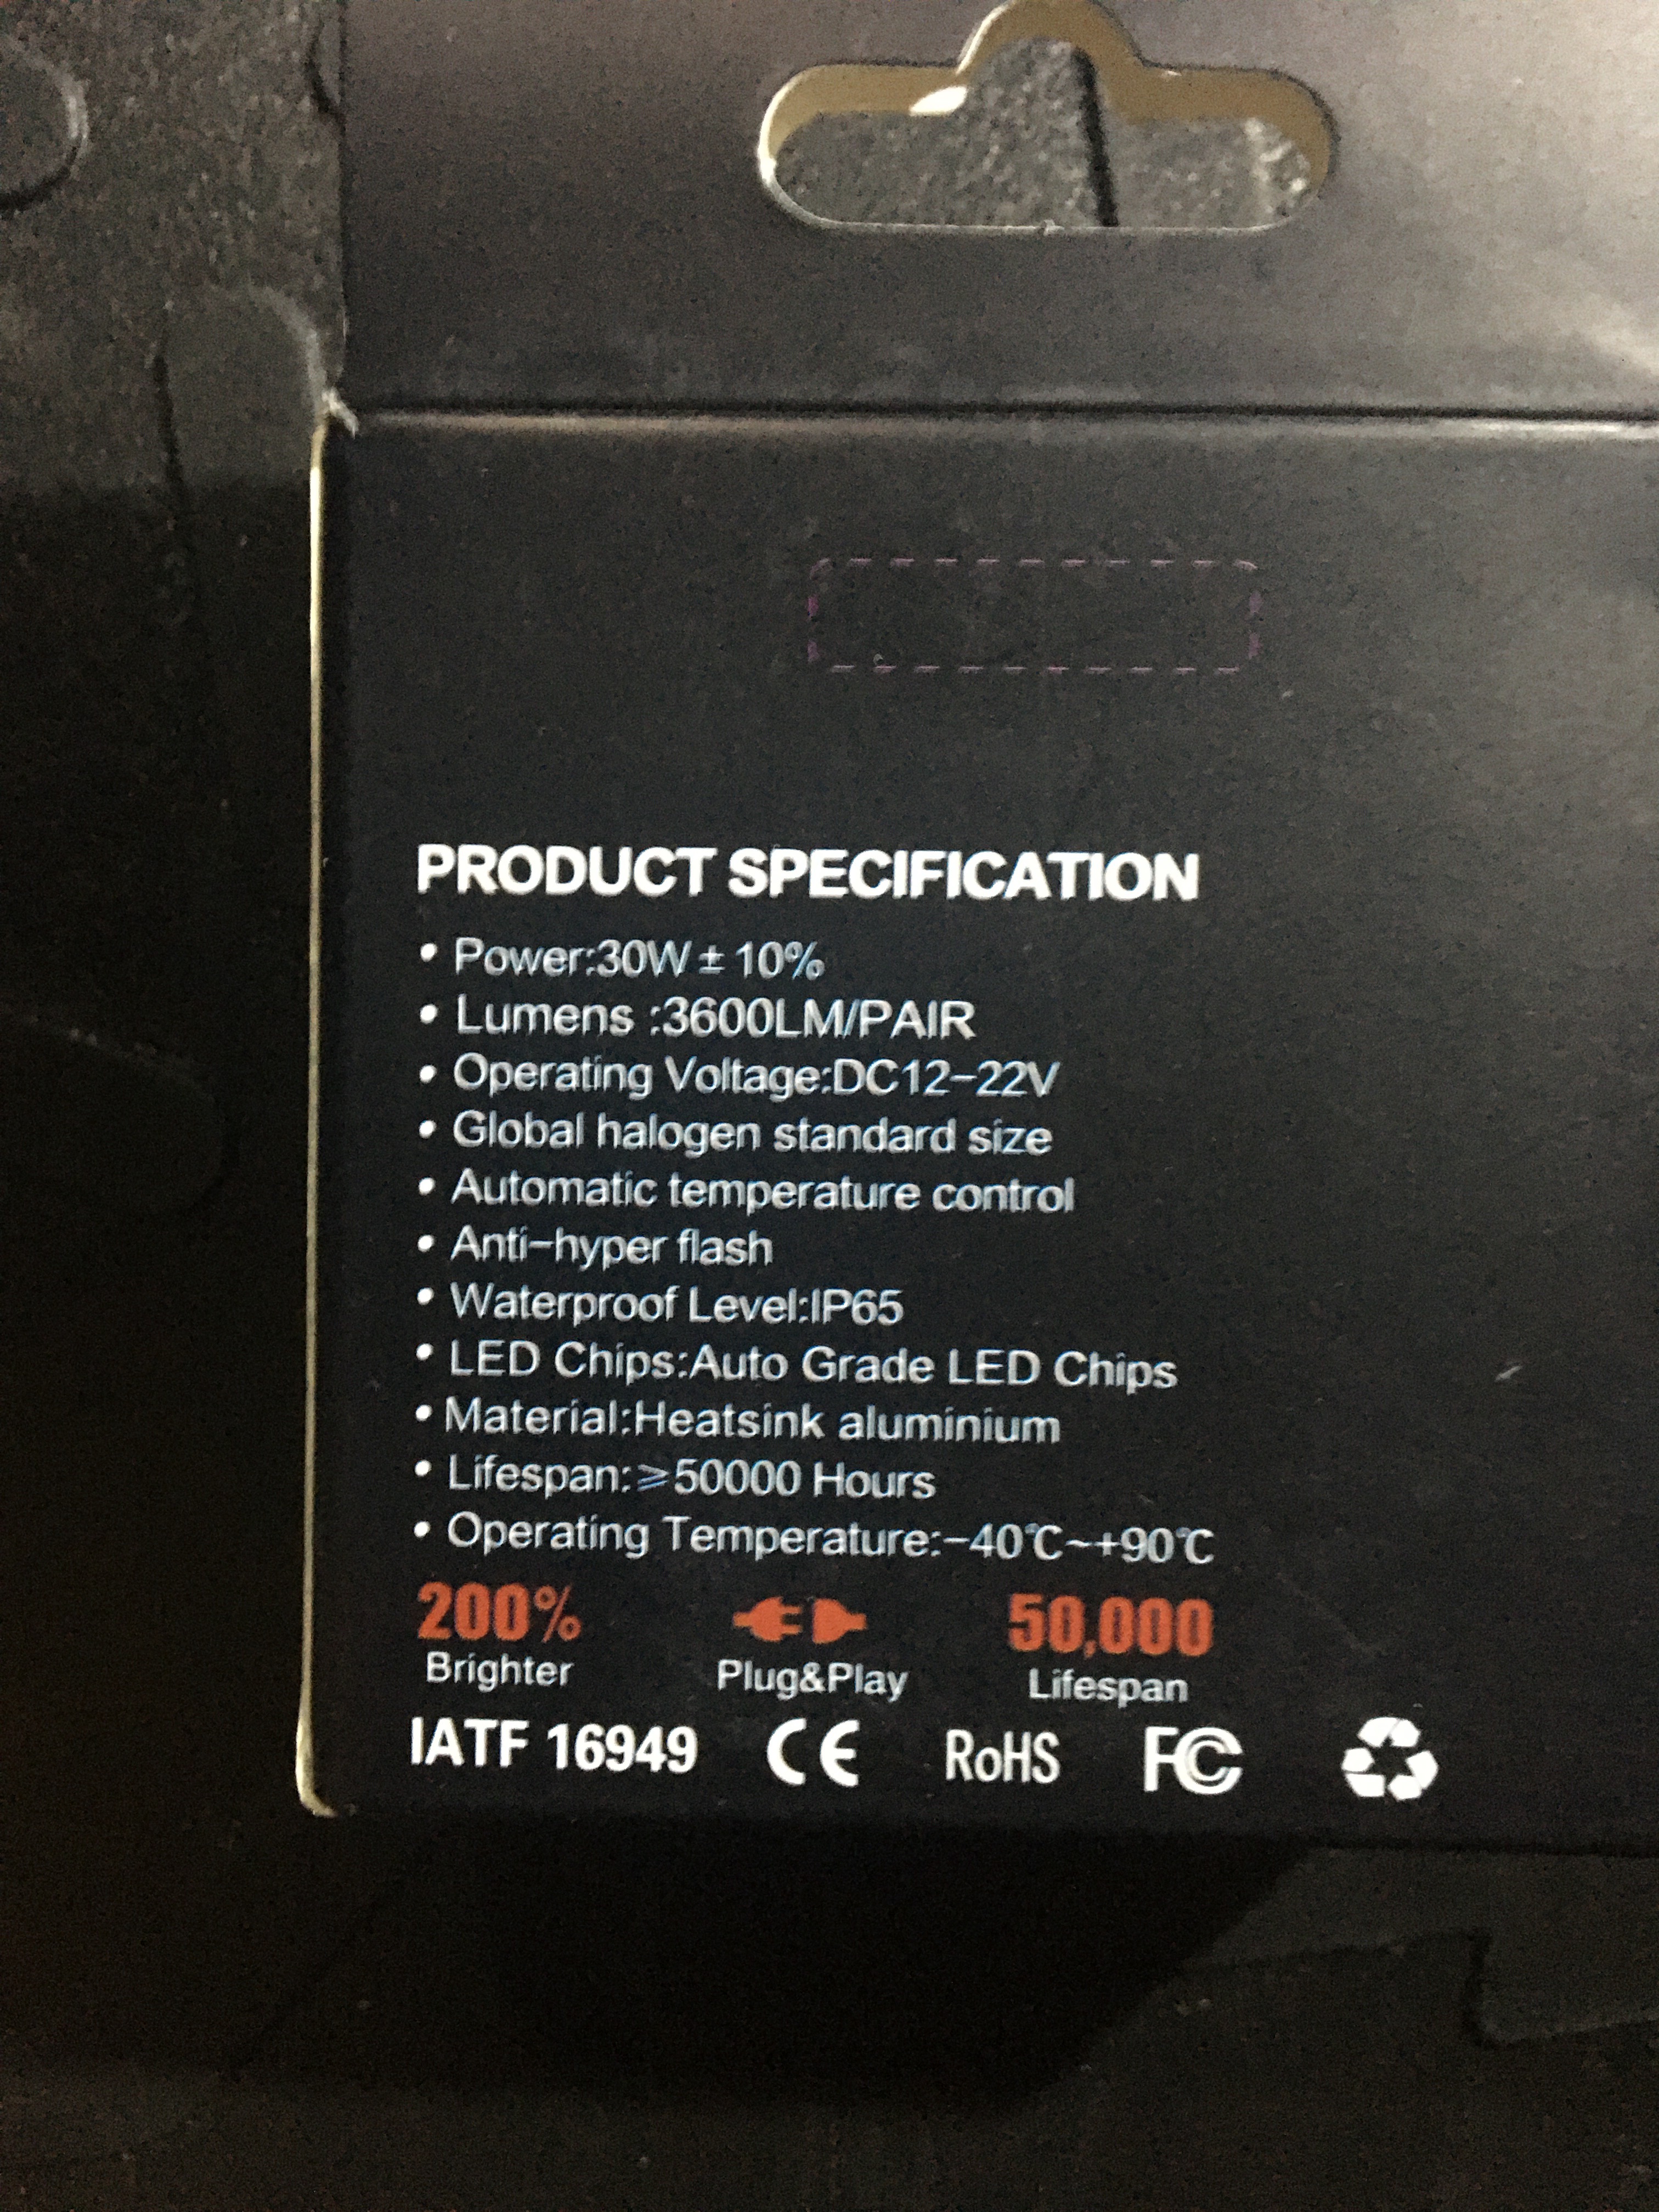 PRODUCT SPECIFICATION
• Power:30W ± 10%
• Lumens :3600LM/PAIR
• Operating Voltage:DC12-22V
• Global halogen standard size
• Automatic temperature control
• Anti-hyper flash
• Waterproof Level:IP65
• LED Chips:Auto Grade LED Chips
• Material:Heatsink aluminium
• Lifespan:≥50000 Hours
• Operating Temperature:-40℃~+90℃
200% 50,000
Brighter Plug&Play Lifespan
IATF 16949 CE RoHS FC